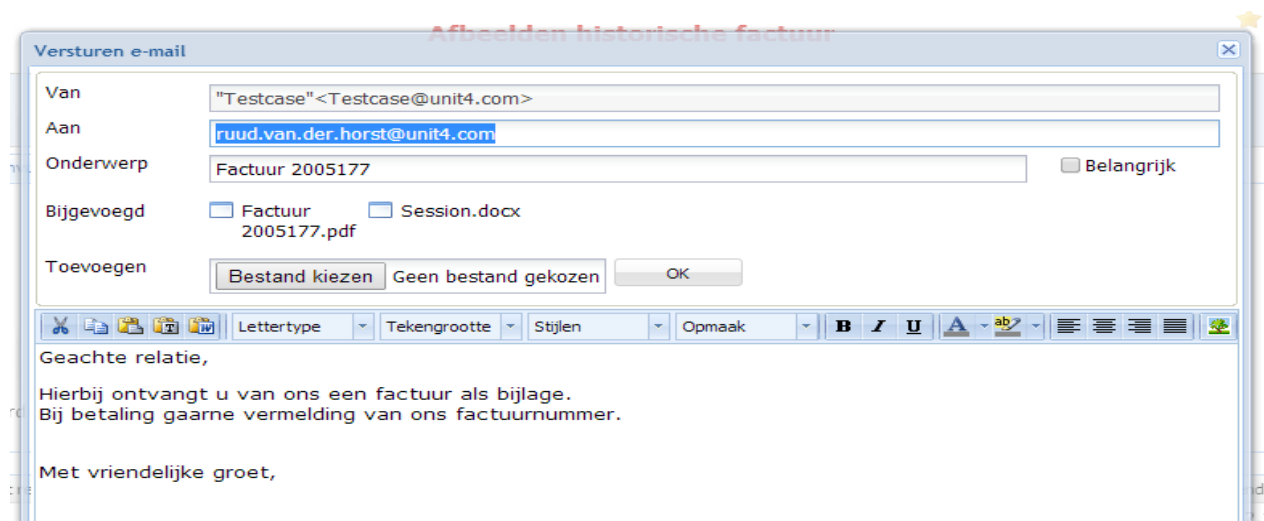 Afbeelden historische factuur
Versturen e-mail
Van "Testcase"<Testcase@unit4.com>
Aan ruud.van.der.horst@unit4.com
Onderwerp Factuur 2005177 Belangrijk
Bijgevoegd Factuur Session.docx
2005177.pdf
Toevoegen Bestand kiezen Geen bestand gekozen OK
Lettertype Tekengrootte Stijlen Opmaak B I U A ab
Geachte relatie,
Hierbij ontvangt u van ons een factuur als bijlage.
Bij betaling gaarne vermelding van ons factuurnummer.
Met vriendelijke groet,